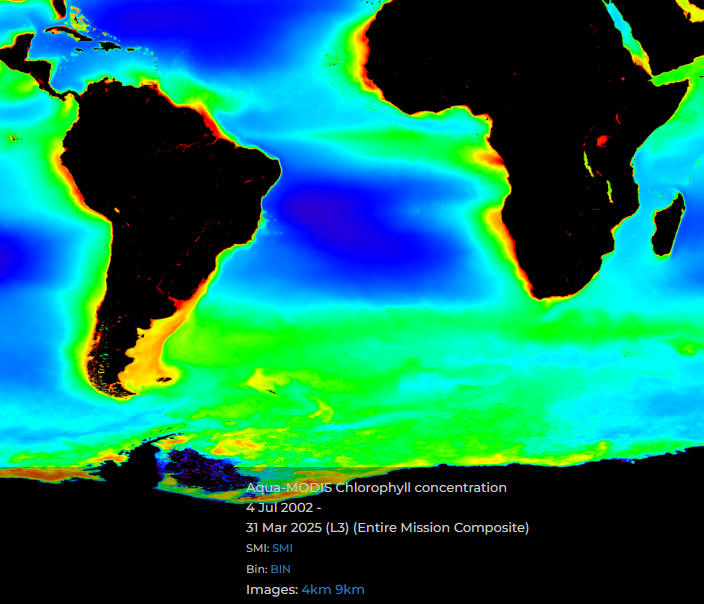 Aqua-MODIS Chlorophyll concentration
4 Jul 2002 -
31 Mar 2025 (L3) (Entire Mission Composite)
SMI: SMI
Bin: BIN
Images: 4km 9km